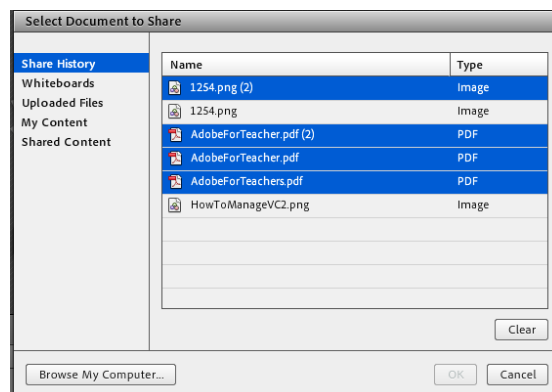 Select Document to Share
Share History
Whiteboards
Uploaded Files
My Content
Shared Content
Name Type
1254.png (2) Image
1254.png Image
AdobeForTeacher.pdf (2) PDF
AdobeForTeacher.pdf PDF
AdobeForTeachers.pdf PDF
HowToManageVC2.png Image
Clear
Browse My Computer... OK Cancel